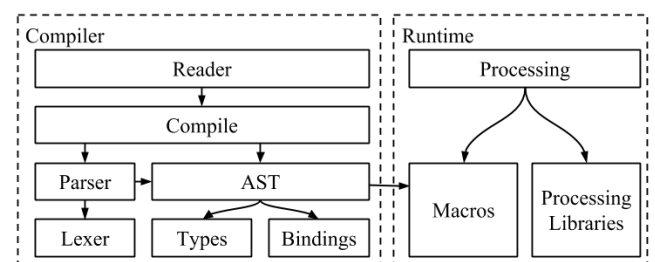 Compiler
Runtime
Reader
Processing
Compile
Parser
AST
Macros
Processing
Libraries
Lexer
Types
Bindings